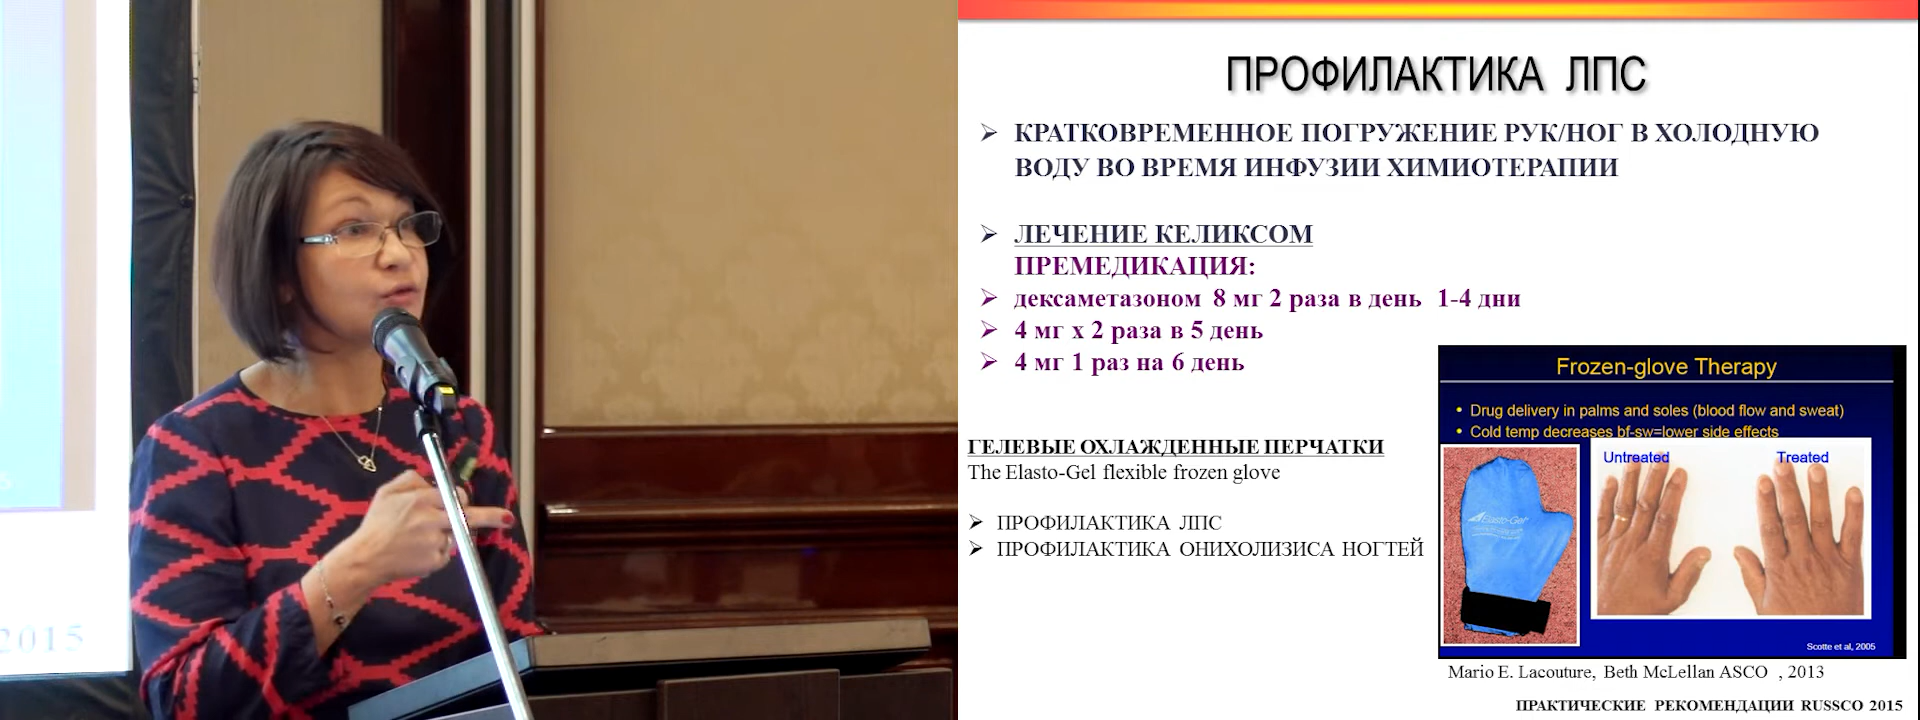 2015
ПРОФИЛАКТИКА ЛПС
➢ КРАТКОВРЕМЕННОЕ ПОГРУЖЕНИЕ РУК/НОГ В ХОЛОДНУЮ
ВОДУ ВО ВРЕМЯ ИНФУЗИИ ХИМИОТЕРАПИИ
➢ ЛЕЧЕНИЕ КЕЛИКСОМ
ПРЕМЕДИКАЦИЯ:
➢ дексаметазоном 8 мг 2 раза в день 1-4 дни
➢ 4 мг х 2 раза в 5 день
➢ 4 мг 1 раз на 6 день
ГЕЛЕВЫЕ ОХЛАЖДЕННЫЕ ПЕРЧАТКИ
The Elasto-Gel flexible frozen glove
➢ ПРОФИЛАКТИКА ЛПС
➢ ПРОФИЛАКТИКА ОНИХОЛИЗИСА НОГТЕЙ
Frozen-glove Therapy
• Drug delivery in palms and soles (blood flow and sweat)
• Cold temp decreases bf-sw=lower side effects
Untreated Treated
Elasto-Gel
Scotte et al, 2005
Mario E. Lacouture, Beth McLellan ASCO , 2013
ПРАКТИЧЕСКИЕ РЕКОМЕНДАЦИИ RUSSCO 2015